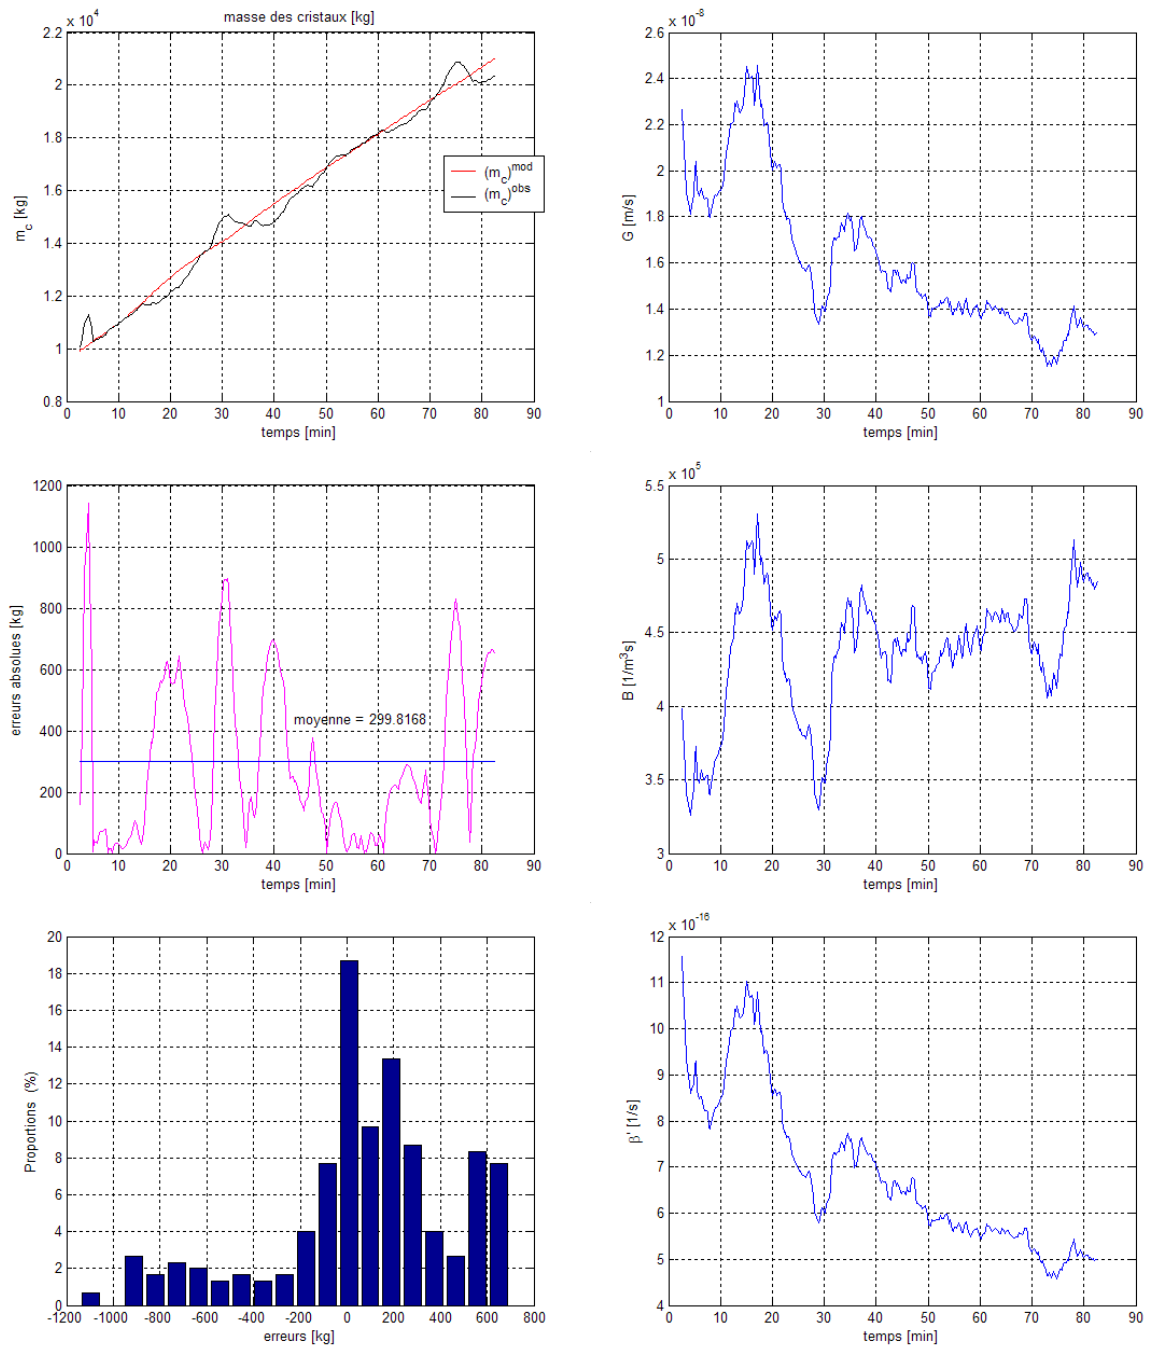 masse des cristaux [kg]
x 10^4
2.2
2
1.8
1.6
1.4
1.2
1
0.8
m_c [kg]
(m_c)^mod
(m_c)^obs
0 10 20 30 40 50 60 70 80 90
temps [min]
x 10^-8
2.6
2.4
2.2
2
1.8
1.6
1.4
1.2
1
G [m/s]
0 10 20 30 40 50 60 70 80 90
temps [min]
1200
1000
800
600
400
200
0
erreurs absolues [kg]
moyenne = 299.8168
0 10 20 30 40 50 60 70 80 90
temps [min]
x 10^5
5.5
5
4.5
4
3.5
3
B [1/m³s]
0 10 20 30 40 50 60 70 80 90
temps [min]
20
18
16
14
12
10
8
6
4
2
0
Proportions (%)
-1200 -1000 -800 -600 -400 -200 0 200 400 600 800
erreurs [kg]
x 10^-16
12
11
10
9
8
7
6
5
4
β' [1/s]
0 10 20 30 40 50 60 70 80 90
temps [min]